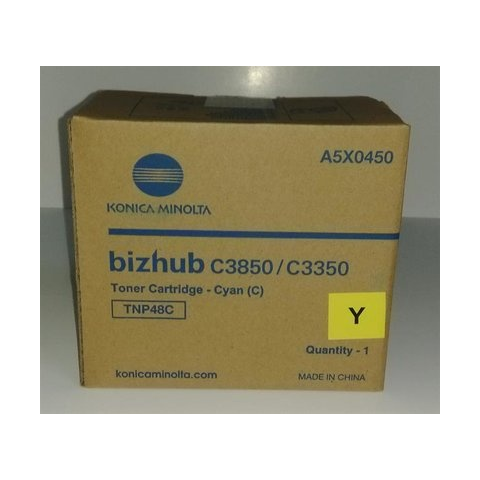 A5X0450
KONICA MINOLTA
bizhub C3850/C3350
Toner Cartridge - Cyan (C)
TNP48C
Y
Quantity - 1
konicaminolta.com
MADE IN CHINA